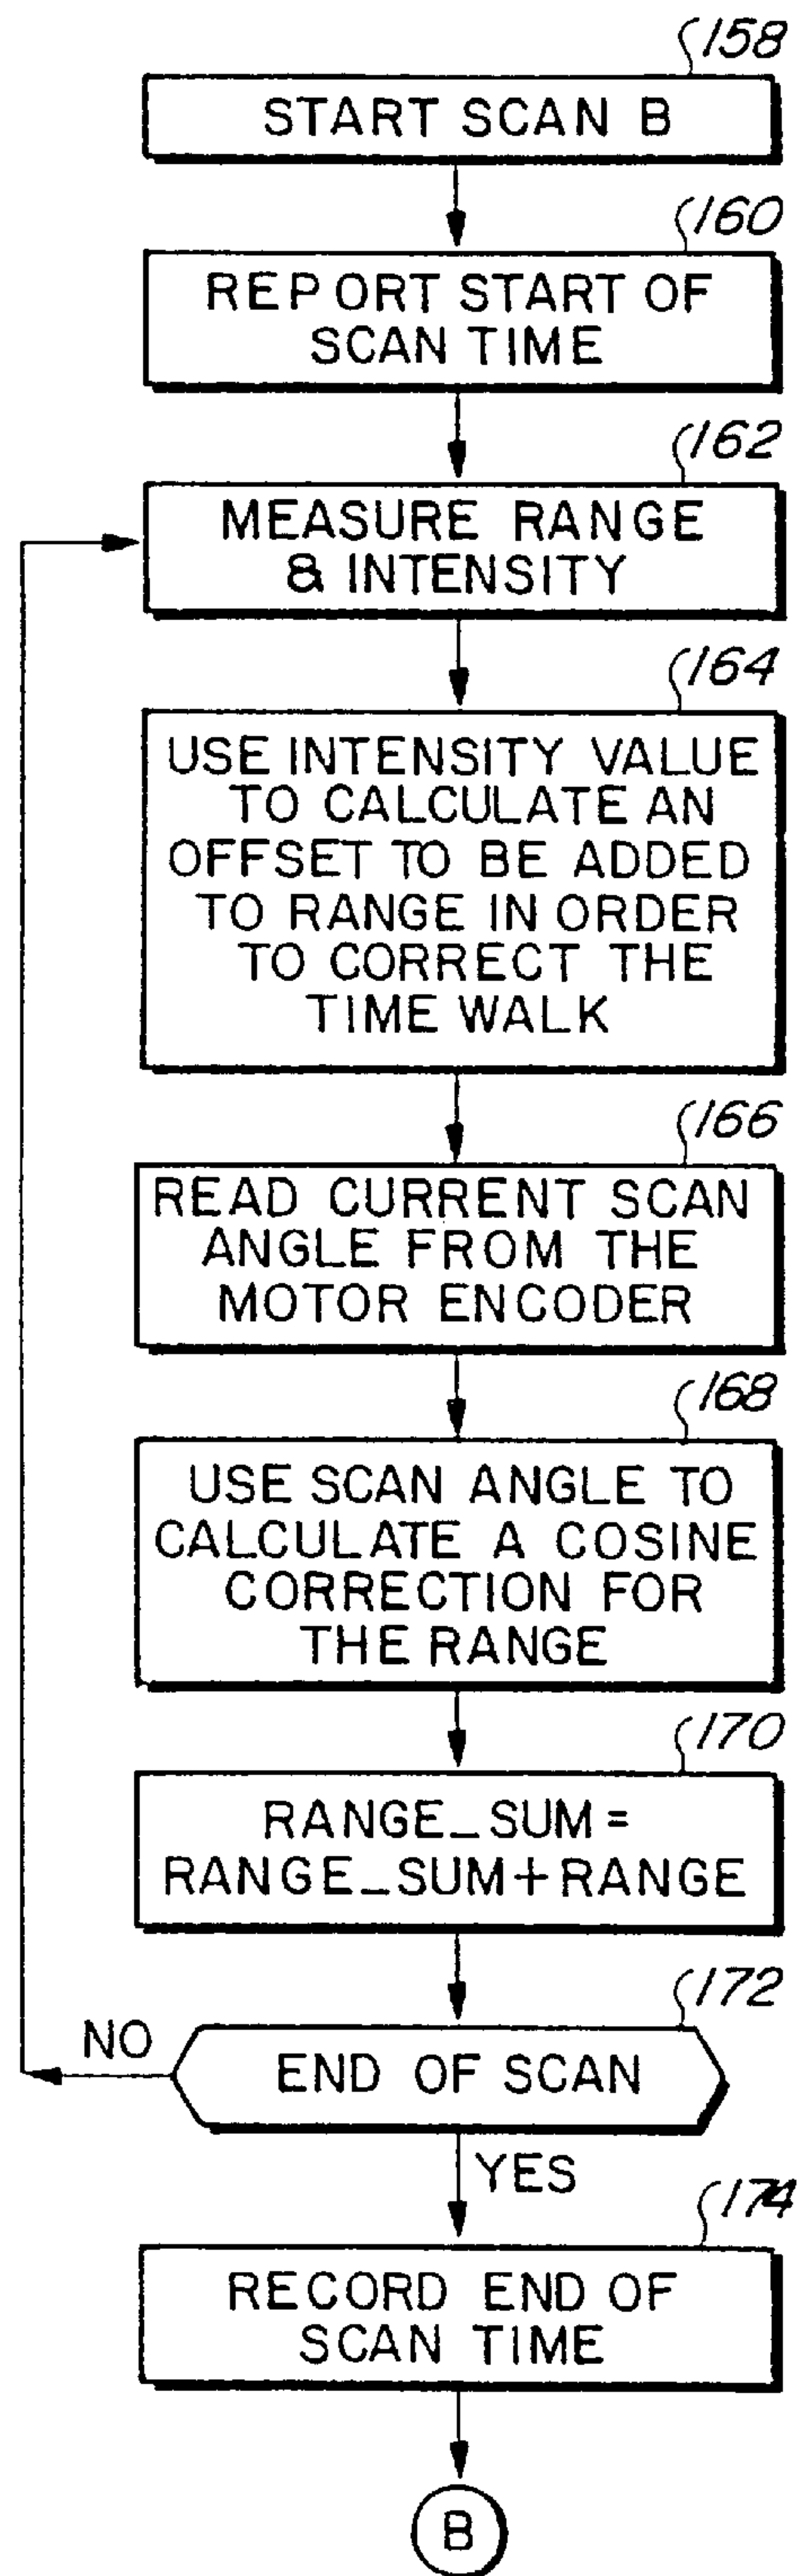 158
START SCAN B
160
REPORT START OF
SCAN TIME
162
MEASURE RANGE
& INTENSITY
164
USE INTENSITY VALUE
TO CALCULATE AN
OFFSET TO BE ADDED
TO RANGE IN ORDER
TO CORRECT THE
TIME WALK
166
READ CURRENT SCAN
ANGLE FROM THE
MOTOR ENCODER
168
USE SCAN ANGLE TO
CALCULATE A COSINE
CORRECTION FOR
THE RANGE
170
RANGE_SUM =
RANGE_SUM+RANGE
172
NO
END OF SCAN
YES
174
RECORD END OF
SCAN TIME
B